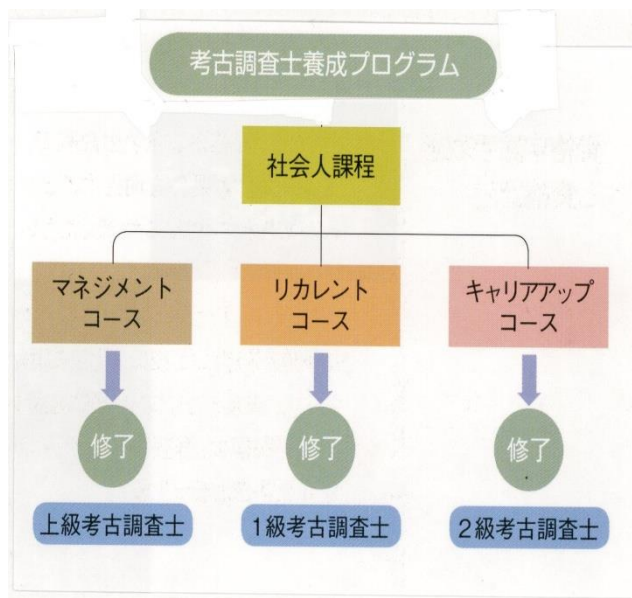 考古調査士養成プログラム
社会人課程
マネジメント
コース
リカレント
コース
キャリアアップ
コース
修了
修了
修了
上級考古調査士
1級考古調査士
2級考古調査士